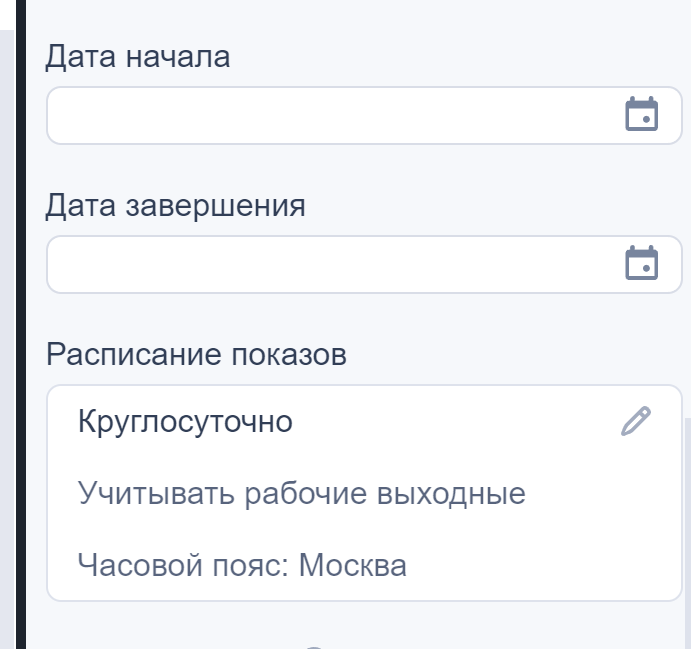 Дата начала
Дата завершения
Расписание показов
Круглосуточно
Учитывать рабочие выходные
Часовой пояс: Москва